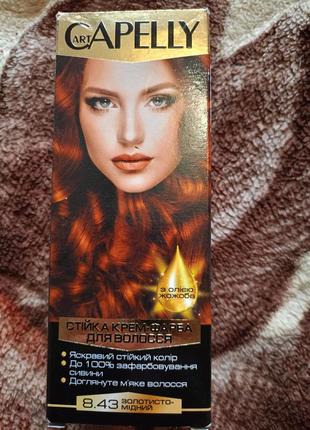 ART
CAPELLY
з олією
жожоба
СТІЙКА КРЕМ-ФАРБА
ДЛЯ ВОЛОССЯ
• Яскравий стійкий колір
• До 100% зафарбовування
сивини
• Доглянуте м'яке волосся
8.43 ЗОЛОТИСТО-
МІДНИЙ